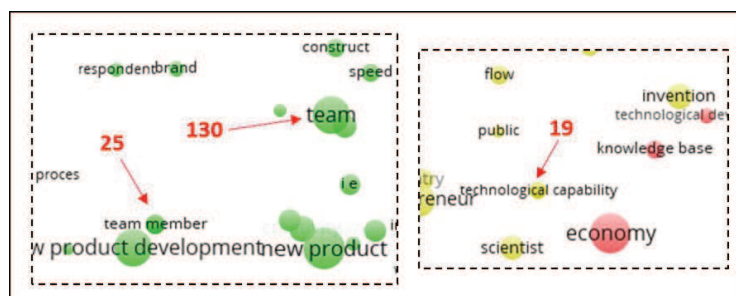 construct
respondent
brand
speed
130
team
25
proces
i e
team member
w product development
new product
flow
invention
technological de
public
19
knowledge base
ntry
technological capability
reneur
scientist
economy